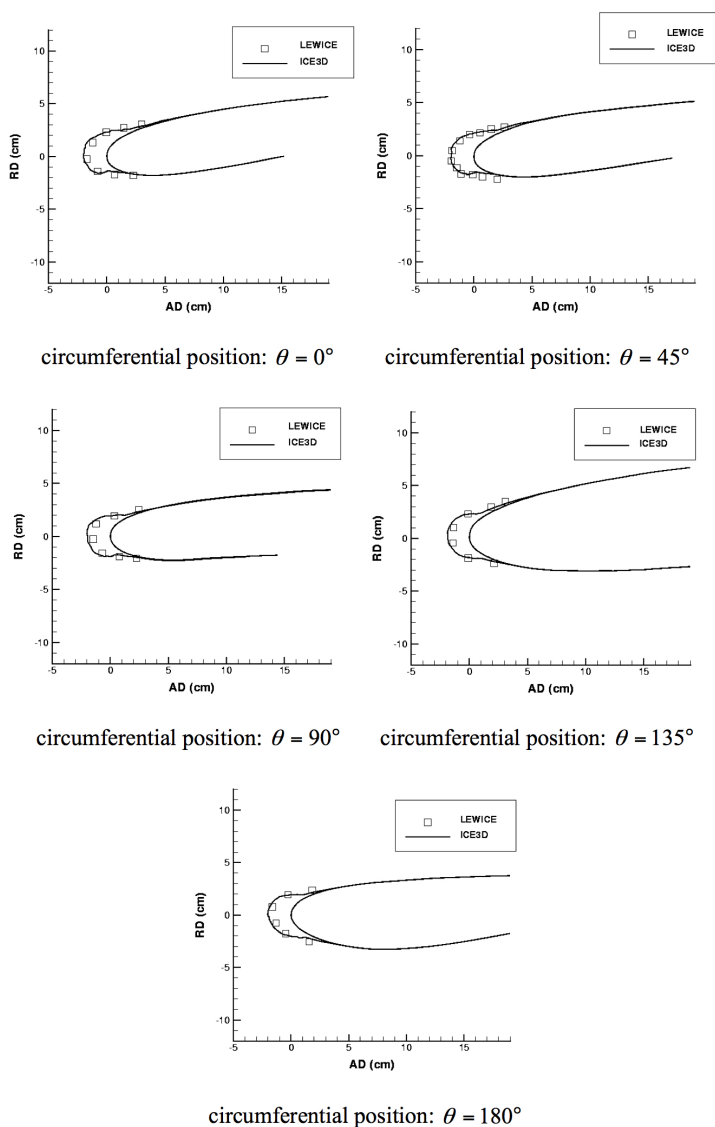 LEWICE
ICE3D
10
5
0
-5
-10
RD (cm)
-5 0 5 10 15
AD (cm)
circumferential position: θ = 0°
LEWICE
ICE3D
10
5
0
-5
-10
RD (cm)
-5 0 5 10 15
AD (cm)
circumferential position: θ = 45°
LEWICE
ICE3D
10
5
0
-5
-10
RD (cm)
-5 0 5 10 15
AD (cm)
circumferential position: θ = 90°
LEWICE
ICE3D
10
5
0
-5
-10
RD (cm)
-5 0 5 10 15
AD (cm)
circumferential position: θ = 135°
LEWICE
ICE3D
10
5
0
-5
-10
RD (cm)
-5 0 5 10 15
AD (cm)
circumferential position: θ = 180°